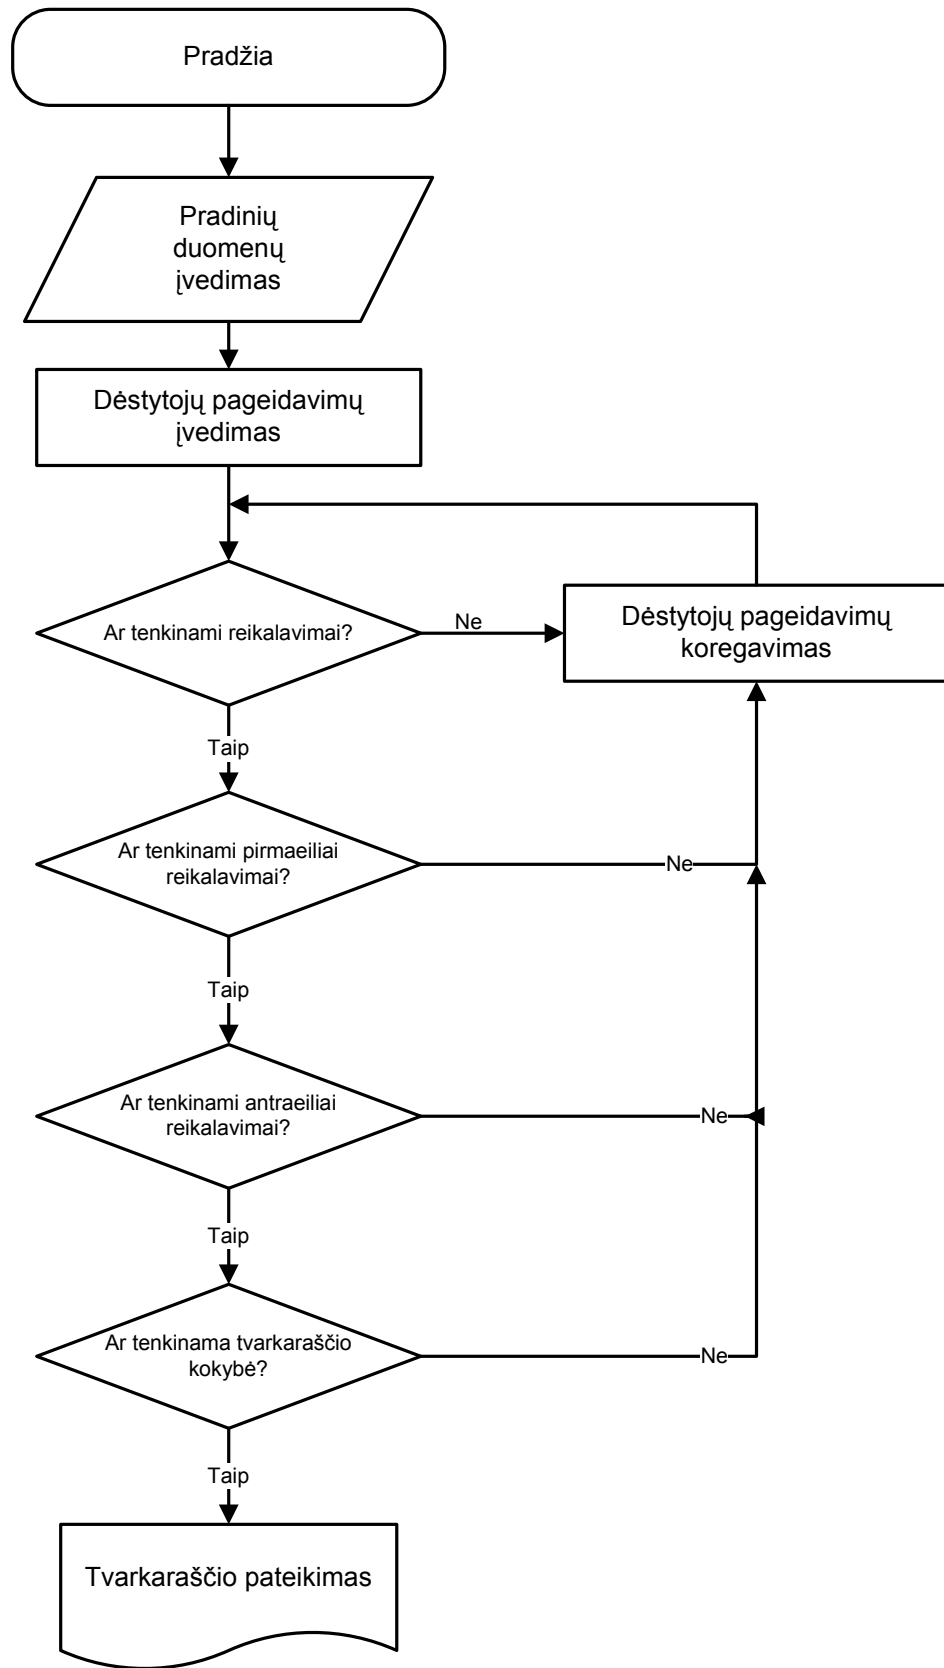 Pradžia
Pradinių
duomenų
įvedimas
Dėstytojų pageidavimų
įvedimas
Ar tenkinami reikalavimai?
Ne
Dėstytojų pageidavimų
koregavimas
Taip
Ar tenkinami pirmaeiliai
reikalavimai?
Ne
Taip
Ar tenkinami antraeiliai
reikalavimai?
Ne
Taip
Ar tenkinama tvarkaraščio
kokybė?
Ne
Taip
Tvarkaraščio pateikimas